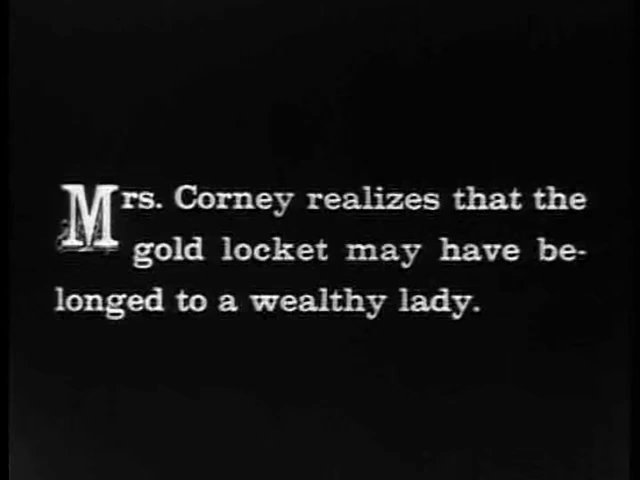 Mrs. Corney realizes that the
gold locket may have be-
longed to a wealthy lady.